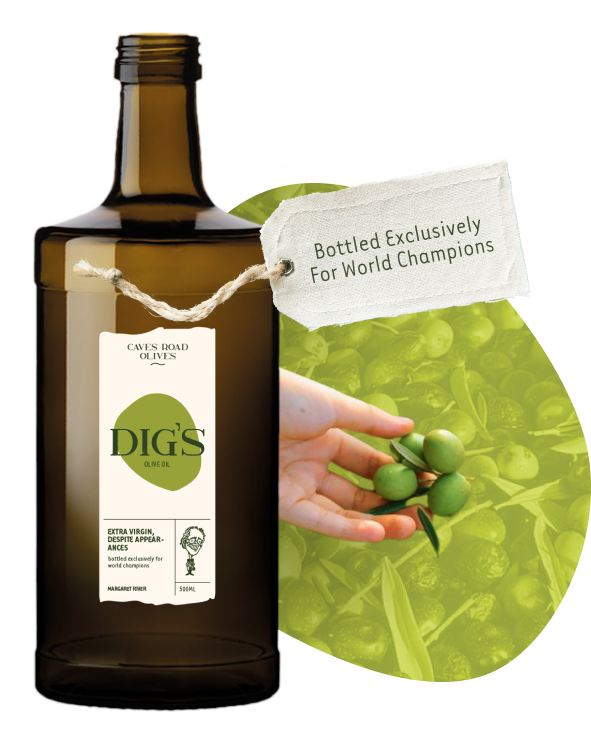 Bottled Exclusively
For World Champions
CAVES ROAD
OLIVES
DIG'S
OLIVE OIL
EXTRA VIRGIN,
DESPITE APPEAR-
ANCES
bottled exclusively for
world champions
MARGARET RIVER
500ML